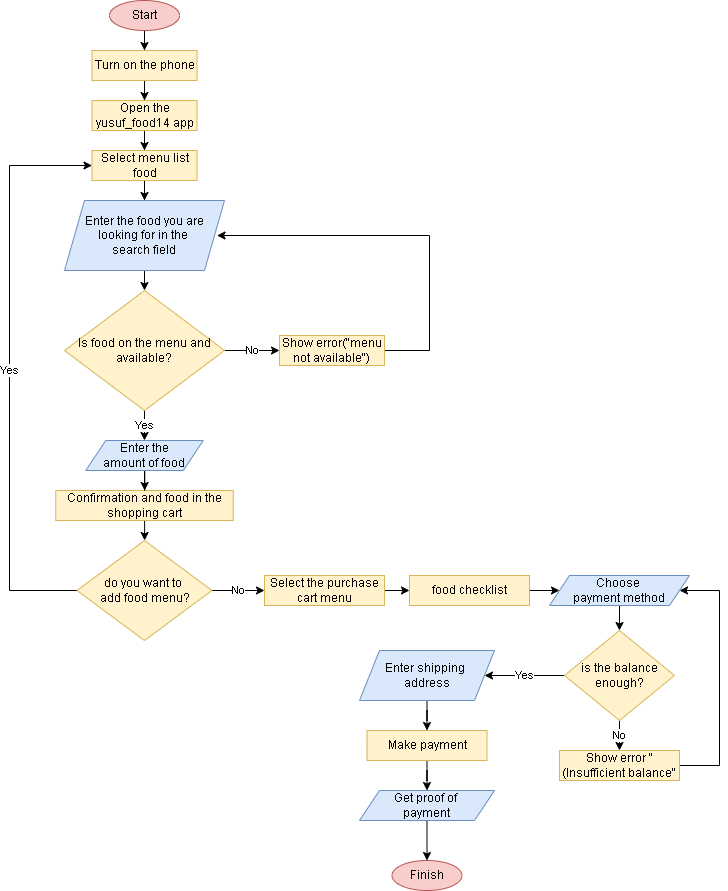 Start
Turn on the phone
Open the
yusuf_food14 app
Select menu list
food
Enter the food you are
looking for in the
search field
Is food on the menu and
available?
No
Show error("menu
not available")
Yes
Yes
Enter the
amount of food
Confirmation and food in the
shopping cart
do you want to
add food menu?
No
Select the purchase
cart menu
food checklist
Choose
payment method
is the balance
enough?
Yes
Enter shipping
address
No
Show error "
(Insufficient balance"
Make payment
Get proof of
payment
Finish